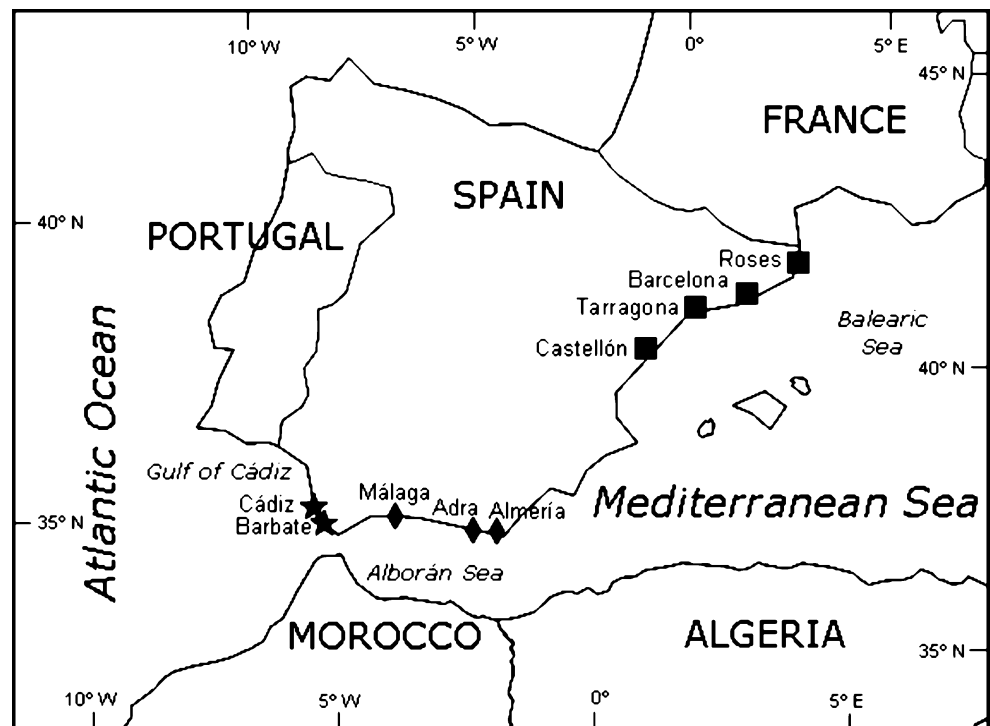 10° W
5° W
0°
5° E
45° N
FRANCE
SPAIN
40° N
PORTUGAL
Roses
Barcelona
Tarragona
Balearic
Sea
Castellón
40° N
Atlantic Ocean
Gulf of Cádiz
Málaga
Cádiz
Adra
Almería
Mediterranean Sea
Barbate
35° N
Alborán Sea
MOROCCO
ALGERIA
35° N
10° W
5° W
0°
5° E